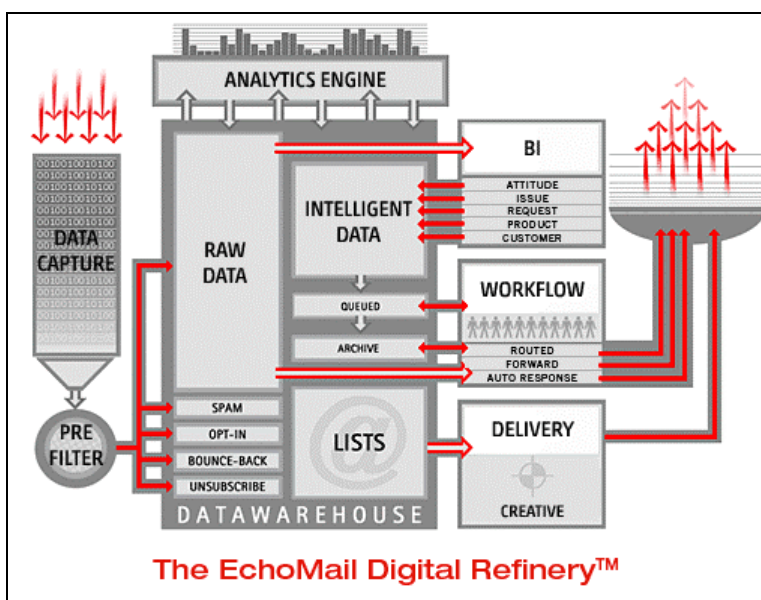 ANALYTICS ENGINE
00100100101100
DATA
CAPTURE
PRE
FILTER
RAW
DATA
SPAM
OPT-IN
BOUNCE-BACK
UNSUBSCRIBE
INTELLIGENT
DATA
QUEUED
ARCHIVE
@
LISTS
DATAWAREHOUSE
BI
ATTITUDE
ISSUE
REQUEST
PRODUCT
CUSTOMER
WORKFLOW
ROUTED
FORWARD
AUTO RESPONSE
DELIVERY
CREATIVE
The EchoMail Digital Refinery™